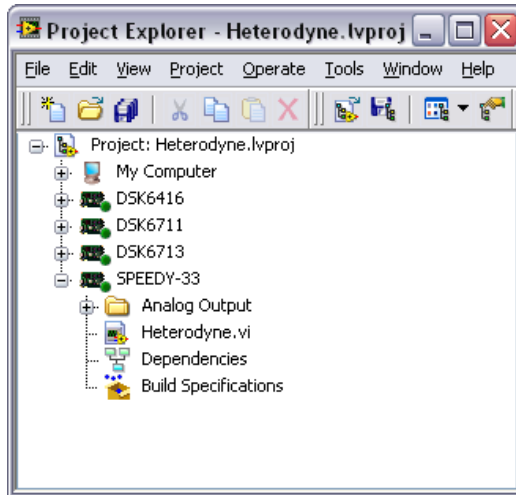 Project Explorer - Heterodyne.lvproj
File Edit View Project Operate Tools Window Help
Project: Heterodyne.lvproj
My Computer
DSK6416
DSK6711
DSK6713
SPEEDY-33
Analog Output
Heterodyne.vi
Dependencies
Build Specifications